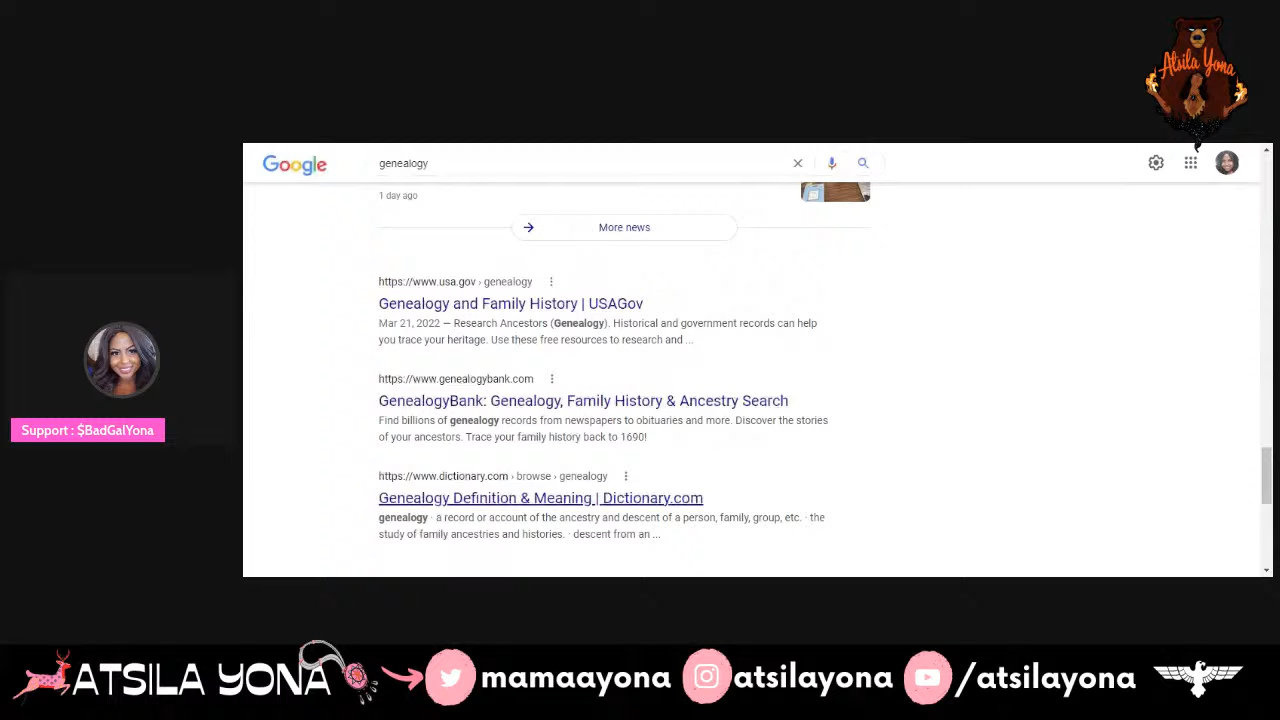 Atsila Yona
Google
genealogy
1 day ago
More news
https://www.usa.gov › genealogy
Genealogy and Family History | USAGov
Mar 21, 2022 — Research Ancestors (Genealogy). Historical and government records can help
you trace your heritage. Use these free resources to research and ...
https://www.genealogybank.com
GenealogyBank: Genealogy, Family History & Ancestry Search
Find billions of genealogy records from newspapers to obituaries and more. Discover the stories
of your ancestors. Trace your family history back to 1690!
https://www.dictionary.com › browse › genealogy
Genealogy Definition & Meaning | Dictionary.com
genealogy · a record or account of the ancestry and descent of a person, family, group, etc. · the
study of family ancestries and histories. · descent from an ...
Support : $BadGalYona
ATSILA YONA mamaayona atsilayona /atsilayona